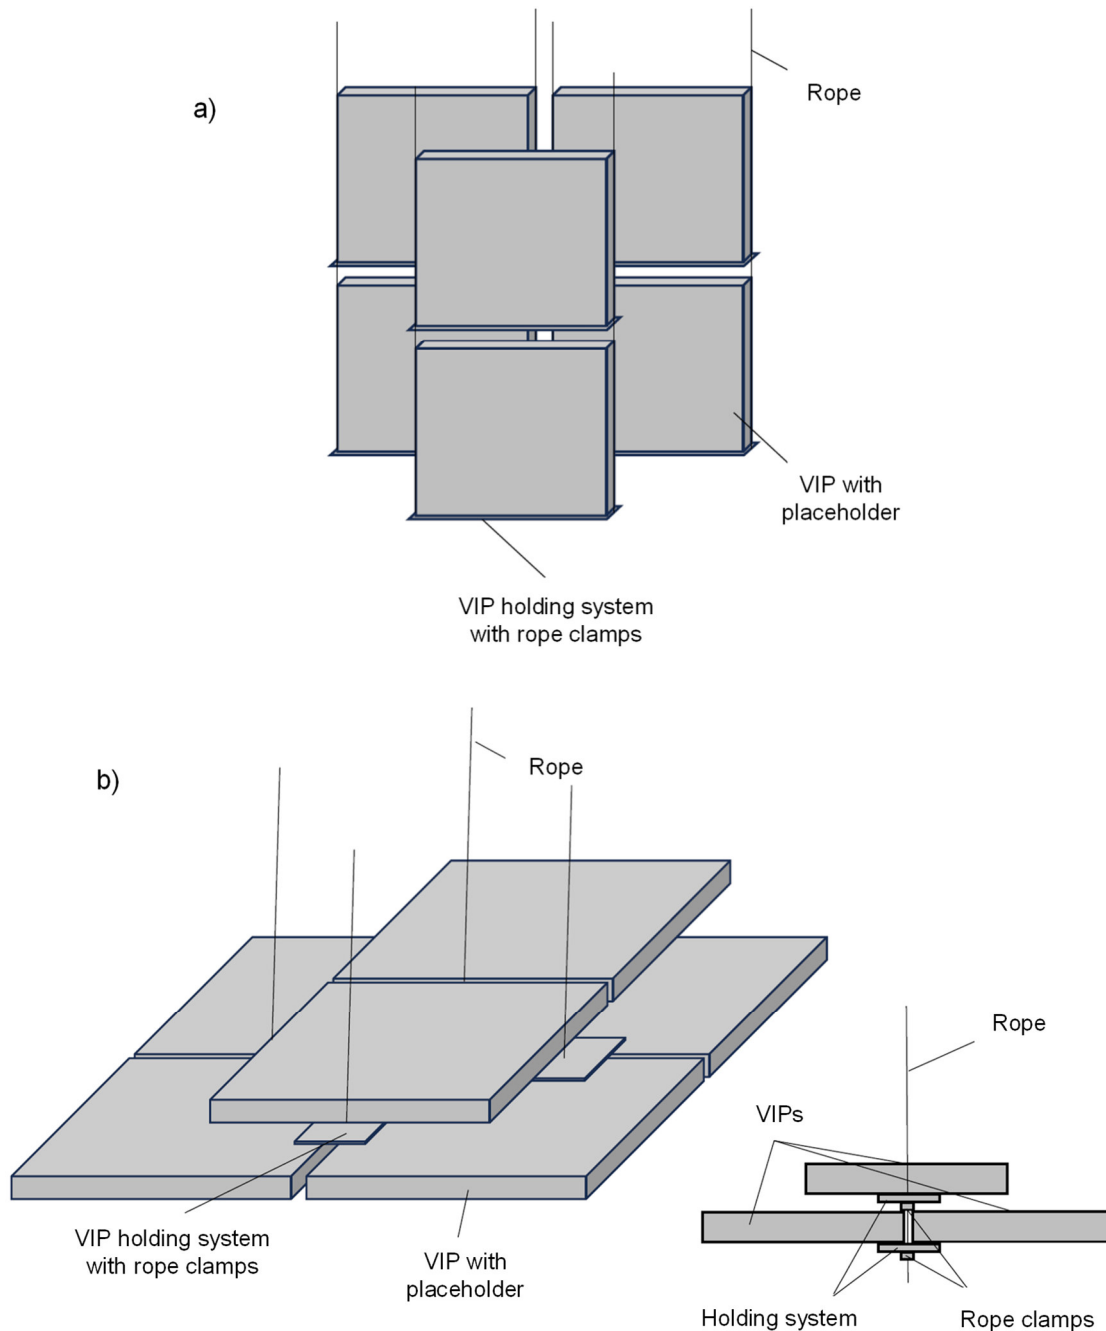 a)
Rope
VIP with
placeholder
VIP holding system
with rope clamps
b)
Rope
VIP holding system
with rope clamps
VIP with
placeholder
Rope
VIPs
Holding system
Rope clamps